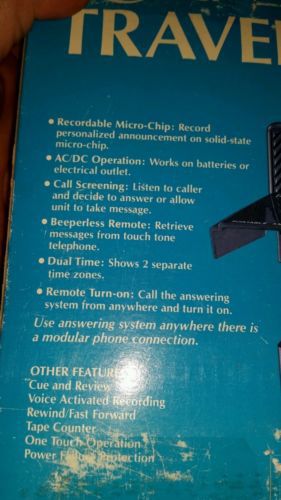 TRAVE
• Recordable Micro-Chip: Record
personalized announcement on solid-state
micro-chip.
• AC/DC Operation: Works on batteries or
electrical outlet.
• Call Screening: Listen to caller
and decide to answer or allow
unit to take message.
• Beeperless Remote: Retrieve
messages from touch tone
telephone.
• Dual Time: Shows 2 separate
time zones.
• Remote Turn-on: Call the answering
system from anywhere and turn it on.
Use answering system anywhere there is
a modular phone connection.
OTHER FEATURE
Cue and Review
Voice Activated Recording
Rewind/Fast Forward
Tape Counter
One Touch Operation
Power Failure Protection